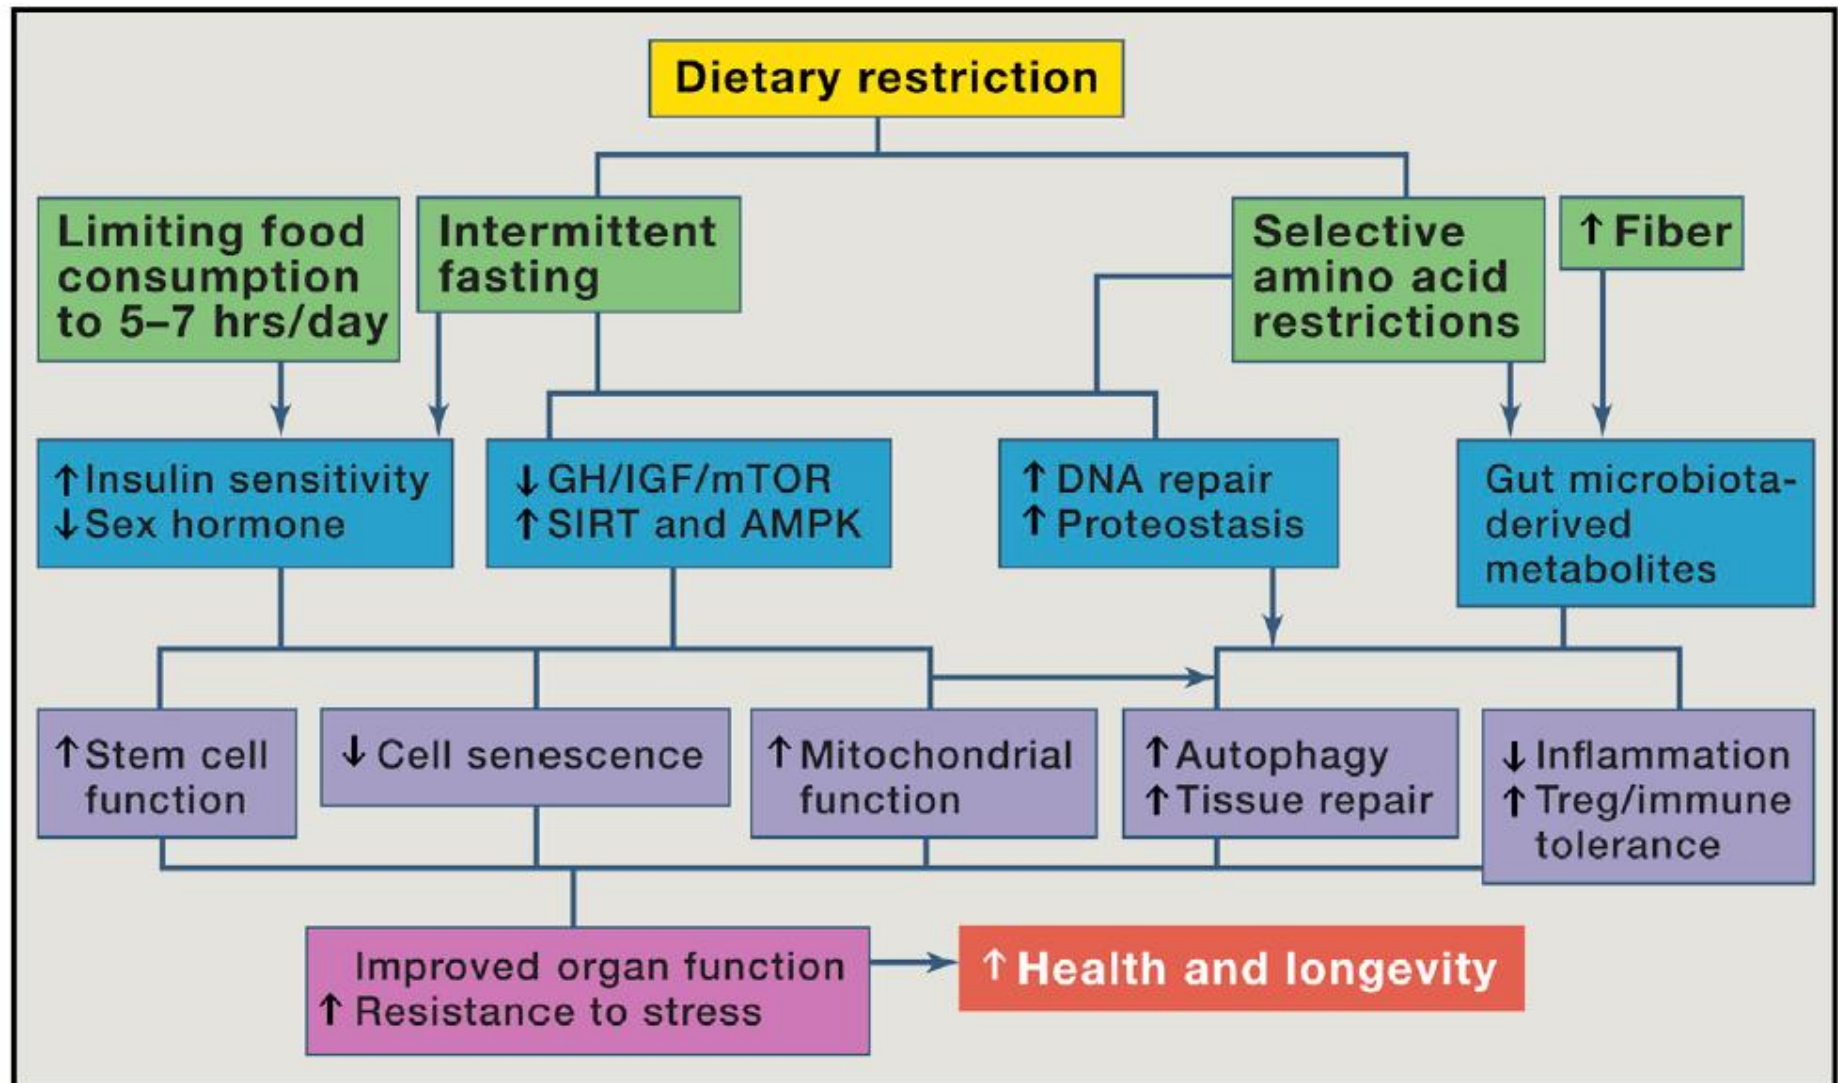 Dietary restriction
Limiting food
consumption
to 5–7 hrs/day
Intermittent
fasting
Selective
amino acid
restrictions
↑ Fiber
↑ Insulin sensitivity
↓ Sex hormone
↓ GH/IGF/mTOR
↑ SIRT and AMPK
↑ DNA repair
↑ Proteostasis
Gut microbiota-
derived
metabolites
↑ Stem cell
function
↓ Cell senescence
↑ Mitochondrial
function
↑ Autophagy
↑ Tissue repair
↓ Inflammation
↑ Treg/immune
tolerance
Improved organ function
↑ Resistance to stress
↑ Health and longevity